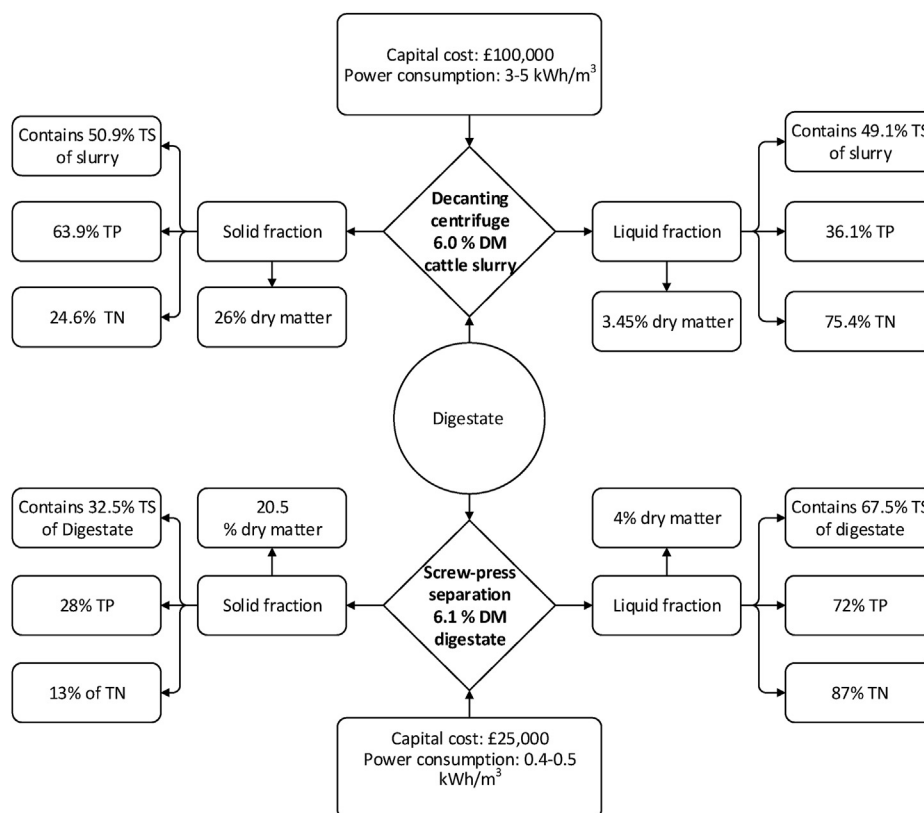 Capital cost: £100,000
Power consumption: 3-5 kWh/m³
Contains 50.9% TS
of slurry
63.9% TP
24.6% TN
Solid fraction
26% dry matter
Decanting
centrifuge
6.0 % DM
cattle slurry
Liquid fraction
3.45% dry matter
Contains 49.1% TS
of slurry
36.1% TP
75.4% TN
Digestate
Contains 32.5% TS
of Digestate
28% TP
13% of TN
20.5
% dry matter
Solid fraction
Screw-press
separation
6.1 % DM
digestate
4% dry matter
Liquid fraction
Contains 67.5% TS
of digestate
72% TP
87% TN
Capital cost: £25,000
Power consumption: 0.4-0.5
kWh/m³